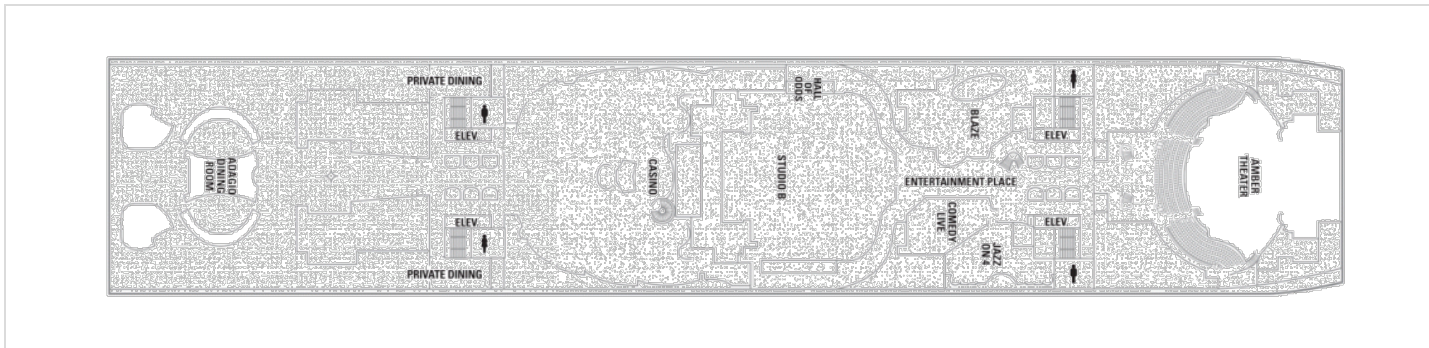 PRIVATE DINING
ELEV.
ADAGIO
DINING
ROOM
ELEV.
PRIVATE DINING
CASINO
HALL
OF
ODDS
STUDIO B
BLAZE
ENTERTAINMENT PLACE
COMEDY
LIVE
JAZZ
ON 4
ELEV.
ELEV.
AMBER
THEATER